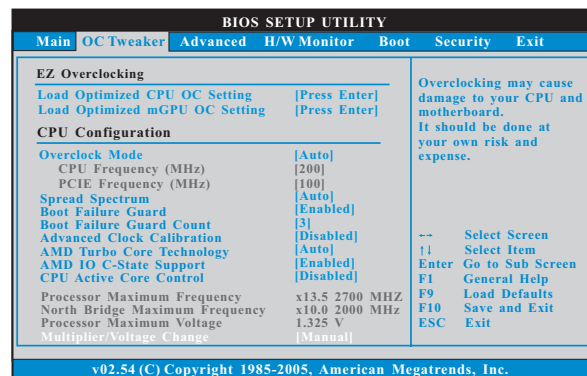 BIOS SETUP UTILITY
Main OC Tweaker Advanced H/W Monitor Boot Security Exit
EZ Overclocking
Load Optimized CPU OC Setting [Press Enter]
Load Optimized mGPU OC Setting [Press Enter]
CPU Configuration
Overclock Mode [Auto]
CPU Frequency (MHz) [200]
PCIE Frequency (MHz) [100]
Spread Spectrum [Auto]
Boot Failure Guard [Enabled]
Boot Failure Guard Count [3]
Advanced Clock Calibration [Disabled]
AMD Turbo Core Technology [Auto]
AMD IO C-State Support [Enabled]
CPU Active Core Control [Disabled]
Processor Maximum Frequency x13.5 2700 MHZ
North Bridge Maximum Frequency x10.0 2000 MHz
Processor Maximum Voltage 1.325 V
Multiplier/Voltage Change [Manual]
Overclocking may cause
damage to your CPU and
motherboard.
It should be done at
your own risk and
expense.
←→ Select Screen
↑↓ Select Item
Enter Go to Sub Screen
F1 General Help
F9 Load Defaults
F10 Save and Exit
ESC Exit
v02.54 (C) Copyright 1985-2005, American Megatrends, Inc.